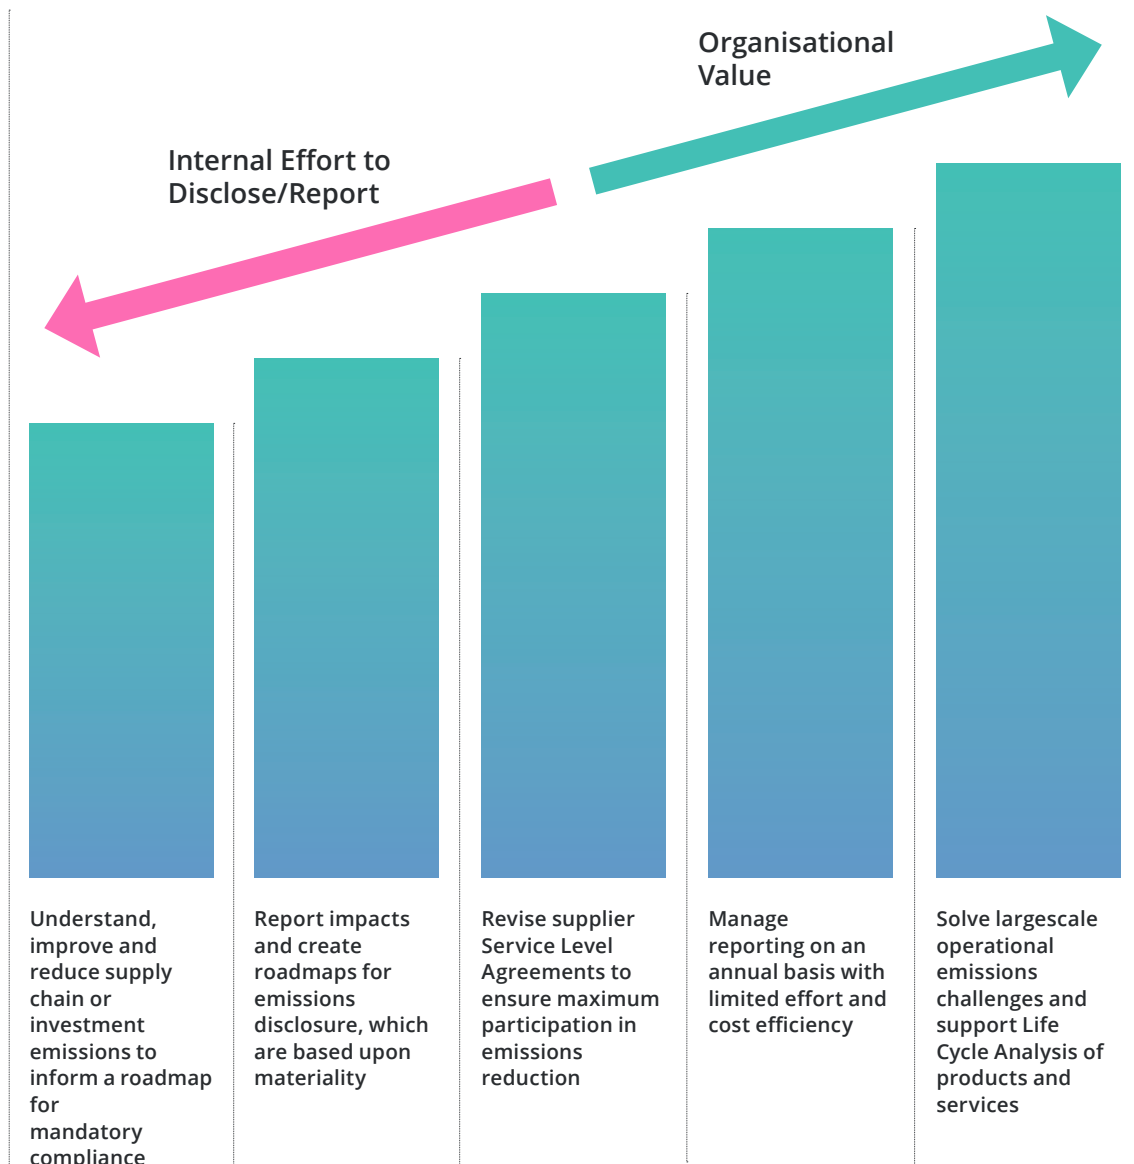 Organisational
Value
Internal Effort to
Disclose/Report
Understand,
improve and
reduce supply
chain or
investment
emissions to
inform a roadmap
for
mandatory
compliance
Report impacts
and create
roadmaps for
emissions
disclosure, which
are based upon
materiality
Revise supplier
Service Level
Agreements to
ensure maximum
participation in
emissions
reduction
Manage
reporting on an
annual basis with
limited effort and
cost efficiency
Solve largescale
operational
emissions
challenges and
support Life
Cycle Analysis of
products and
services